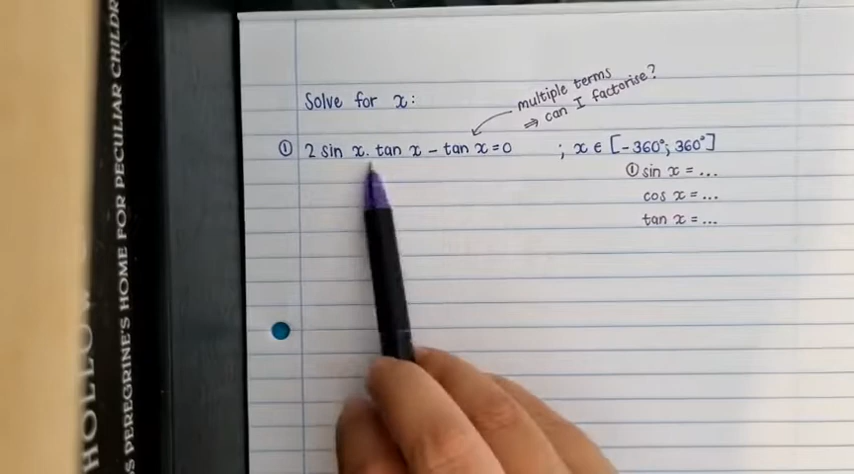 HOLLOW
S PEREGRINE'S HOME FOR PECULIAR CHILDR
Solve for x:
multiple terms
⇒ can I factorise?
① 2 sin x. tan x - tan x = 0 ; x ∈ [-360°; 360°]
① sin x = ...
cos x = ...
tan x = ...